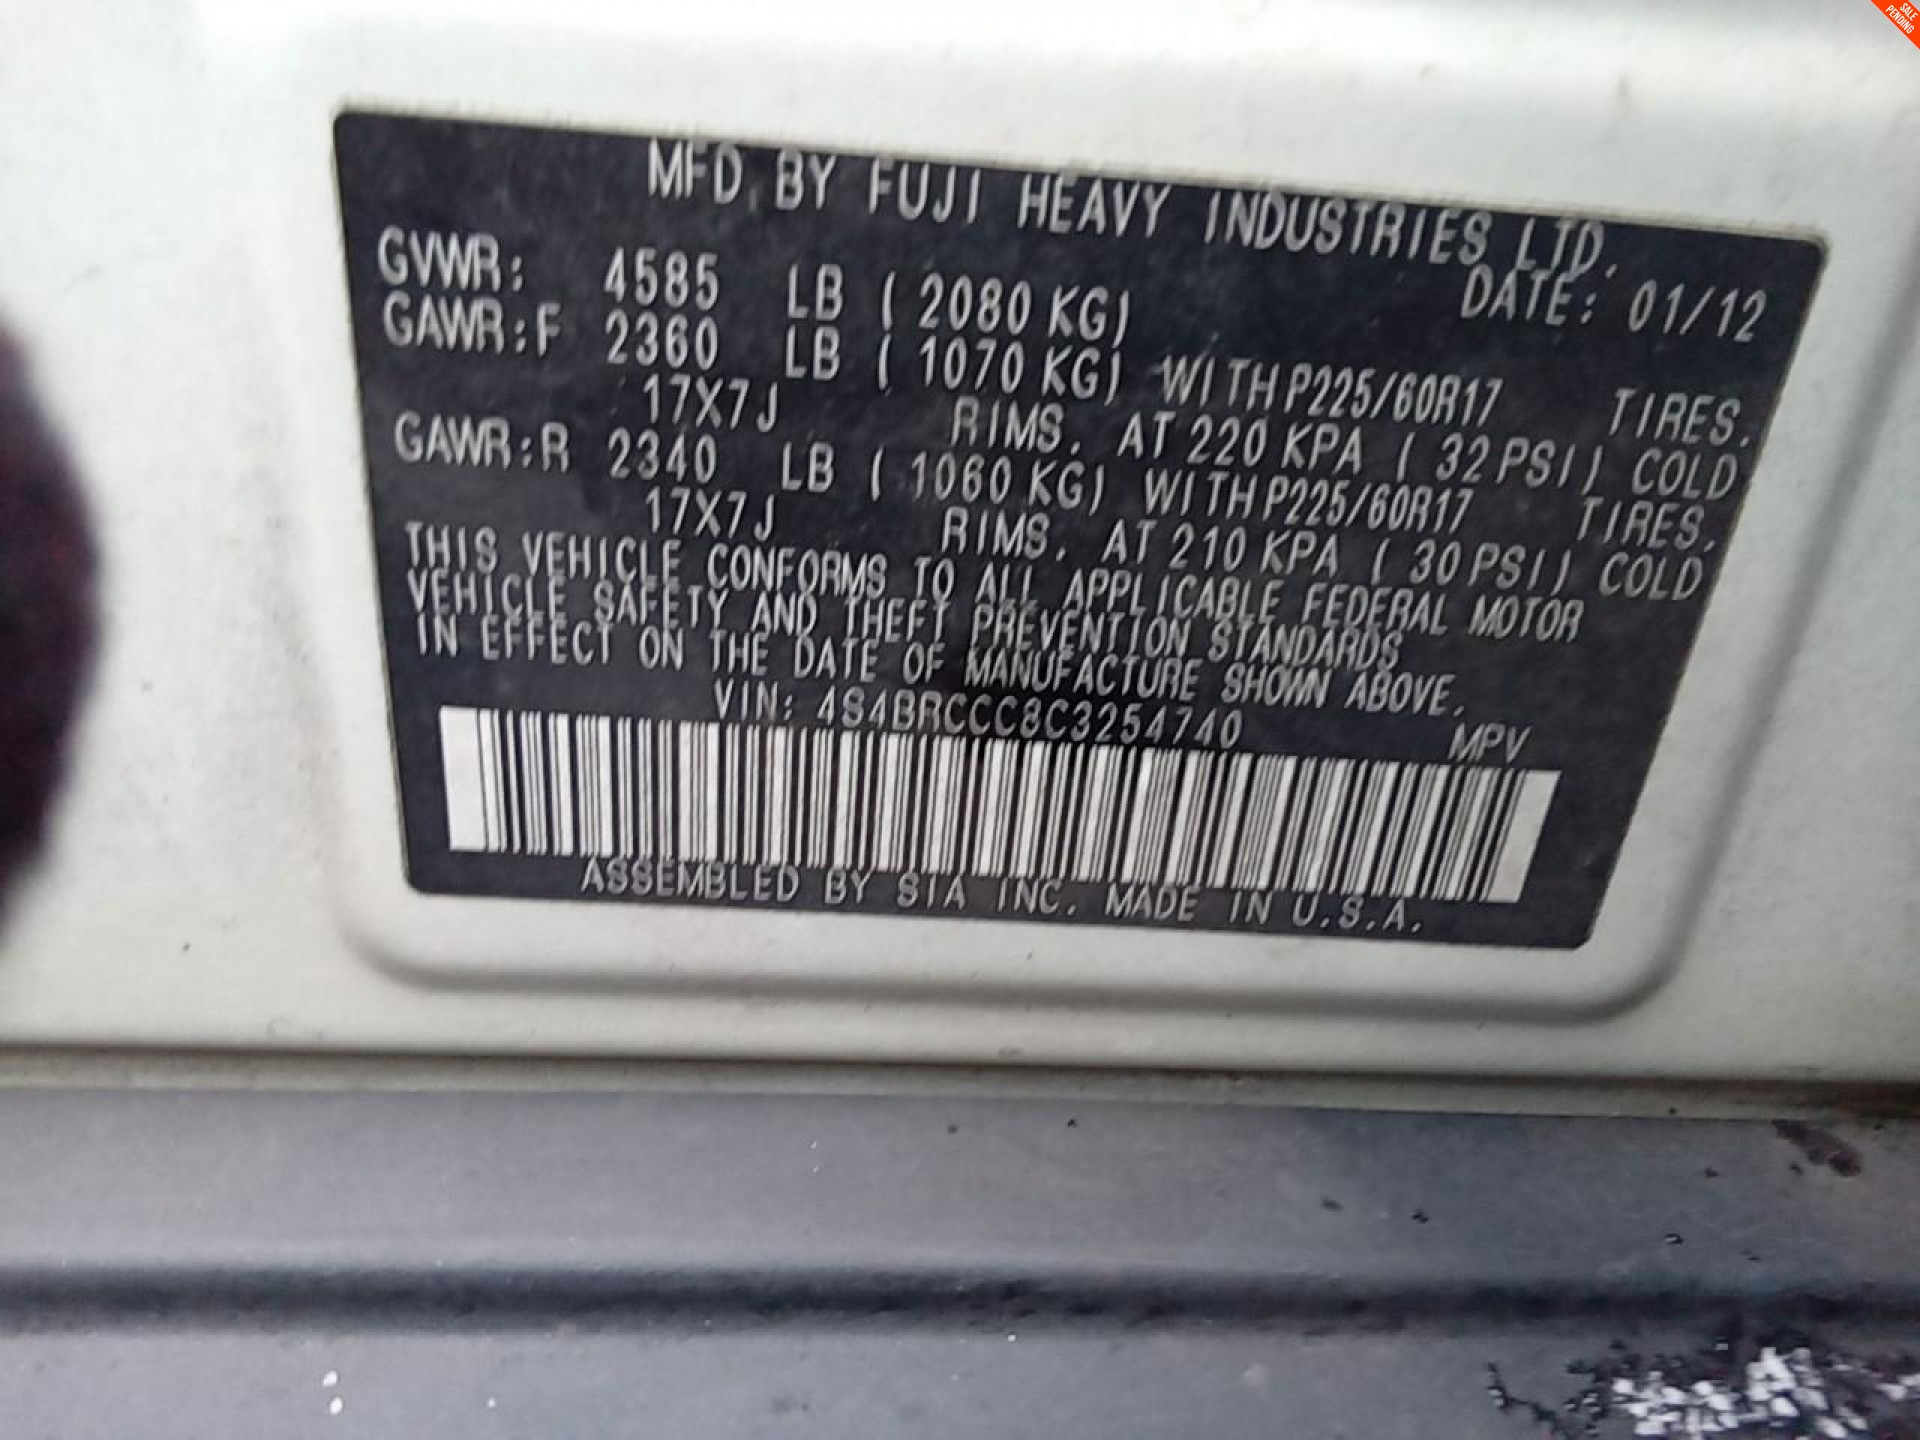 SALE
PENDING
MFD. BY FUJI HEAVY INDUSTRIES LTD.
DATE: 01/12
GVWR: 4585 LB ( 2080 KG)
GAWR:F 2360 LB ( 1070 KG) WITH P225/60R17 TIRES,
17X7J RIMS, AT 220 KPA ( 32 PSI) COLD
GAWR:R 2340 LB ( 1060 KG) WITH P225/60R17 TIRES,
17X7J RIMS, AT 210 KPA ( 30 PSI) COLD
THIS VEHICLE CONFORMS TO ALL APPLICABLE FEDERAL MOTOR
VEHICLE SAFETY AND THEFT PREVENTION STANDARDS
IN EFFECT ON THE DATE OF MANUFACTURE SHOWN ABOVE.
VIN: 4S4BRCCC8C3254740 MPV
ASSEMBLED BY SIA INC. MADE IN U.S.A.